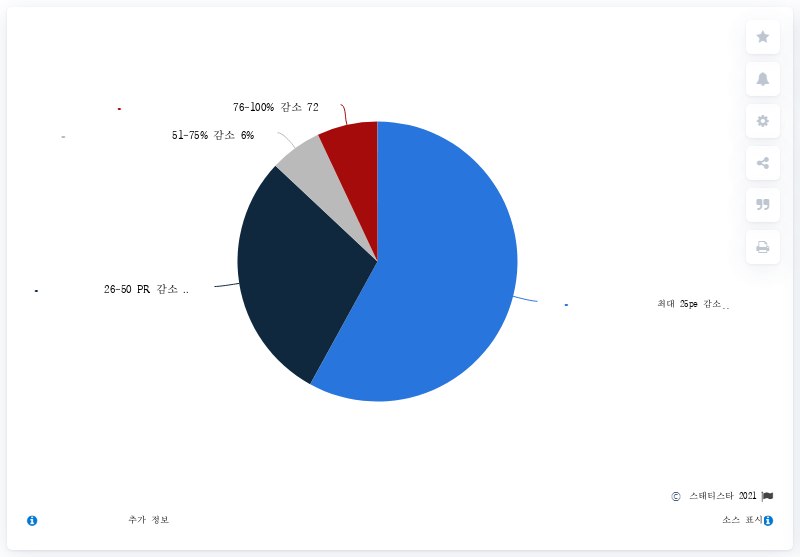 76-100% 감소 72
51-75% 감소 6%
26-50 PR 감소 ..
최대 25pe 감소..
© 스태티스타 2021
추가 정보
소스 표시